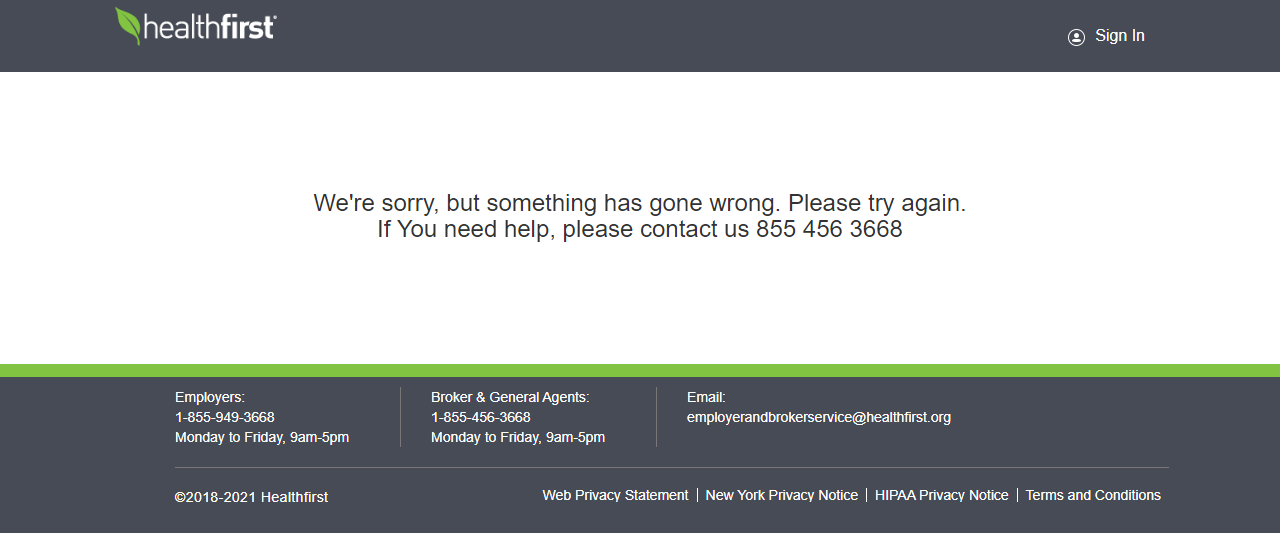 healthfirst®
Sign In
We're sorry, but something has gone wrong. Please try again.
If You need help, please contact us 855 456 3668
Employers:
1-855-949-3668
Monday to Friday, 9am-5pm
Broker & General Agents:
1-855-456-3668
Monday to Friday, 9am-5pm
Email:
employerandbrokerservice@healthfirst.org
©2018-2021 Healthfirst
Web Privacy Statement | New York Privacy Notice | HIPAA Privacy Notice | Terms and Conditions